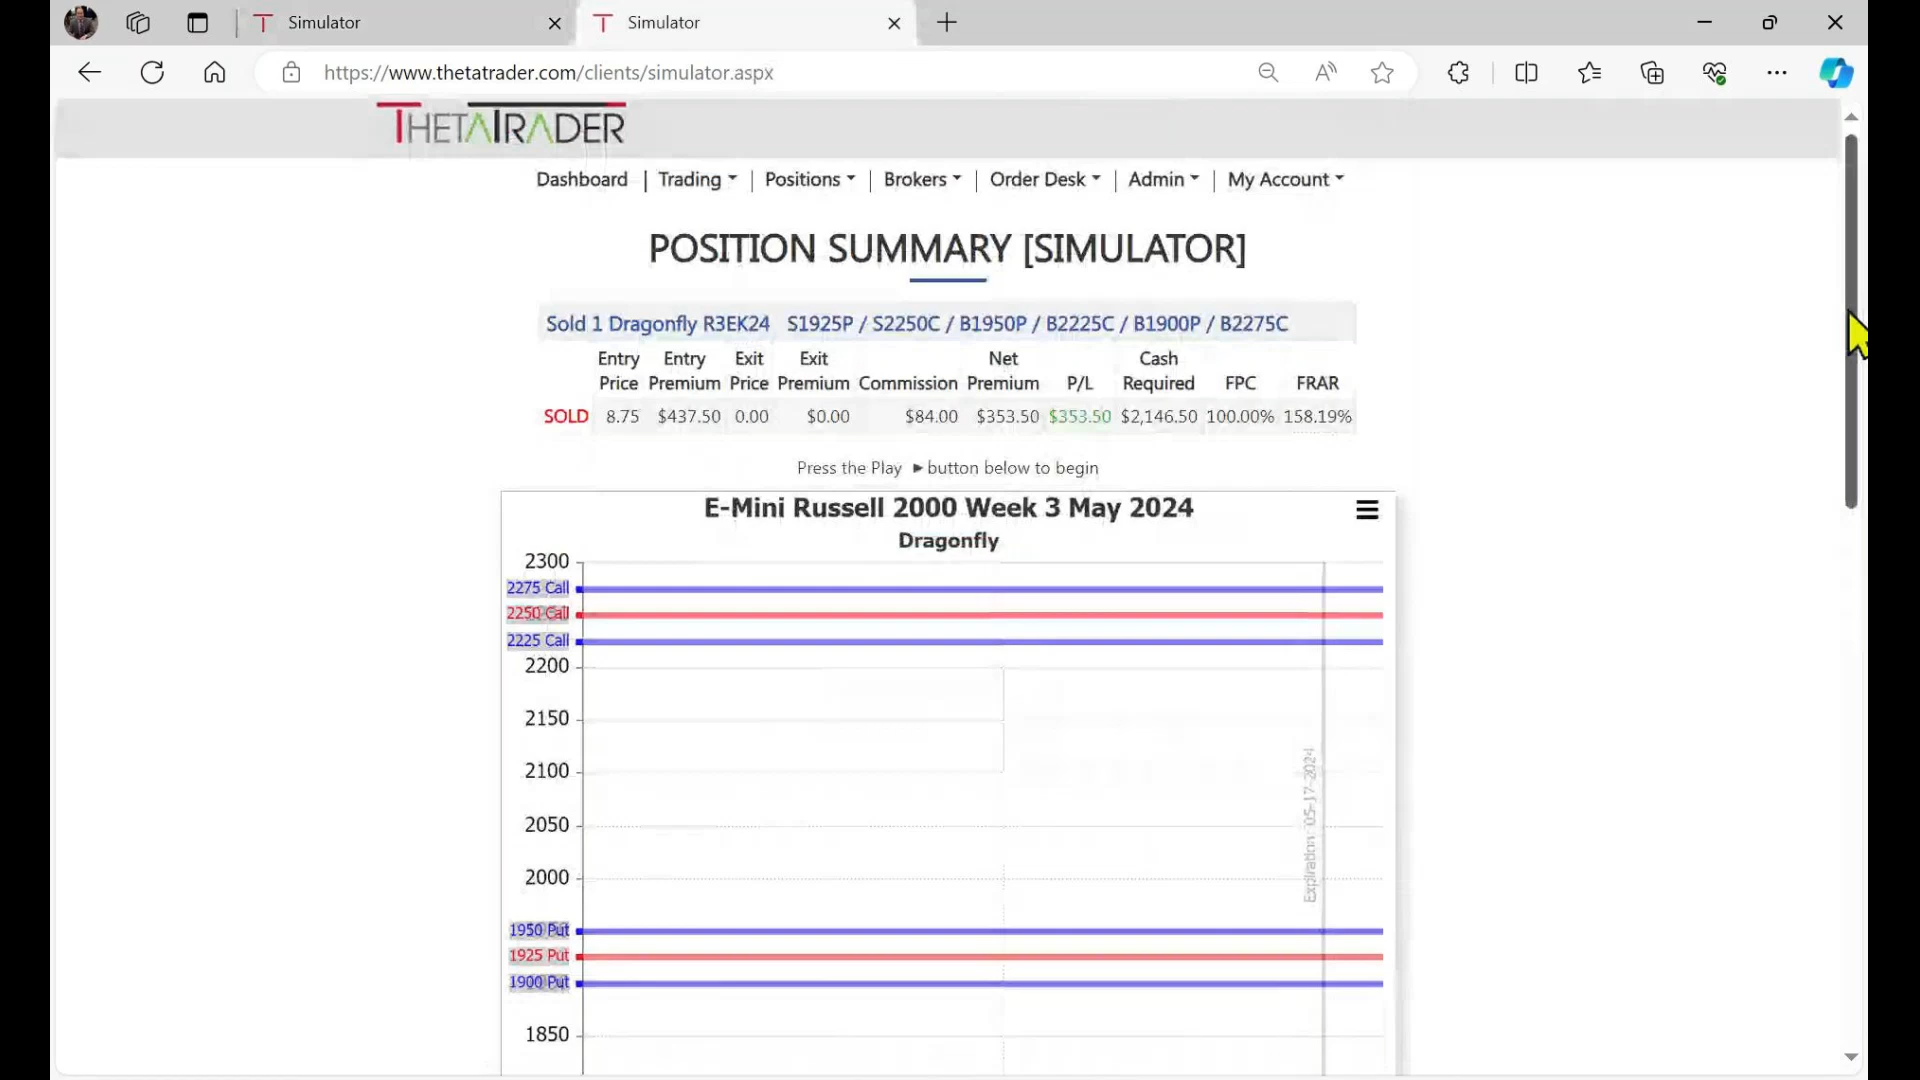 Simulator
Simulator
https://www.thetatrader.com/clients/simulator.aspx
THETATRADER
Dashboard | Trading | Positions | Brokers | Order Desk | Admin | My Account
POSITION SUMMARY [SIMULATOR]
Sold 1 Dragonfly R3EK24 S1925P / S2250C / B1950P / B2225C / B1900P / B2275C
Entry Entry Exit Exit Net Cash
Price Premium Price Premium Commission Premium P/L Required FPC FRAR
SOLD 8.75 $437.50 0.00 $0.00 $84.00 $353.50 $353.50 $2,146.50 100.00% 158.19%
Press the Play ► button below to begin
E-Mini Russell 2000 Week 3 May 2024
Dragonfly
2300
2275 Call
2250 Call
2225 Call
2200
2150
2100
2050
2000
1950 Put
1925 Put
1900 Put
1850
Expiration: 05-17-2024